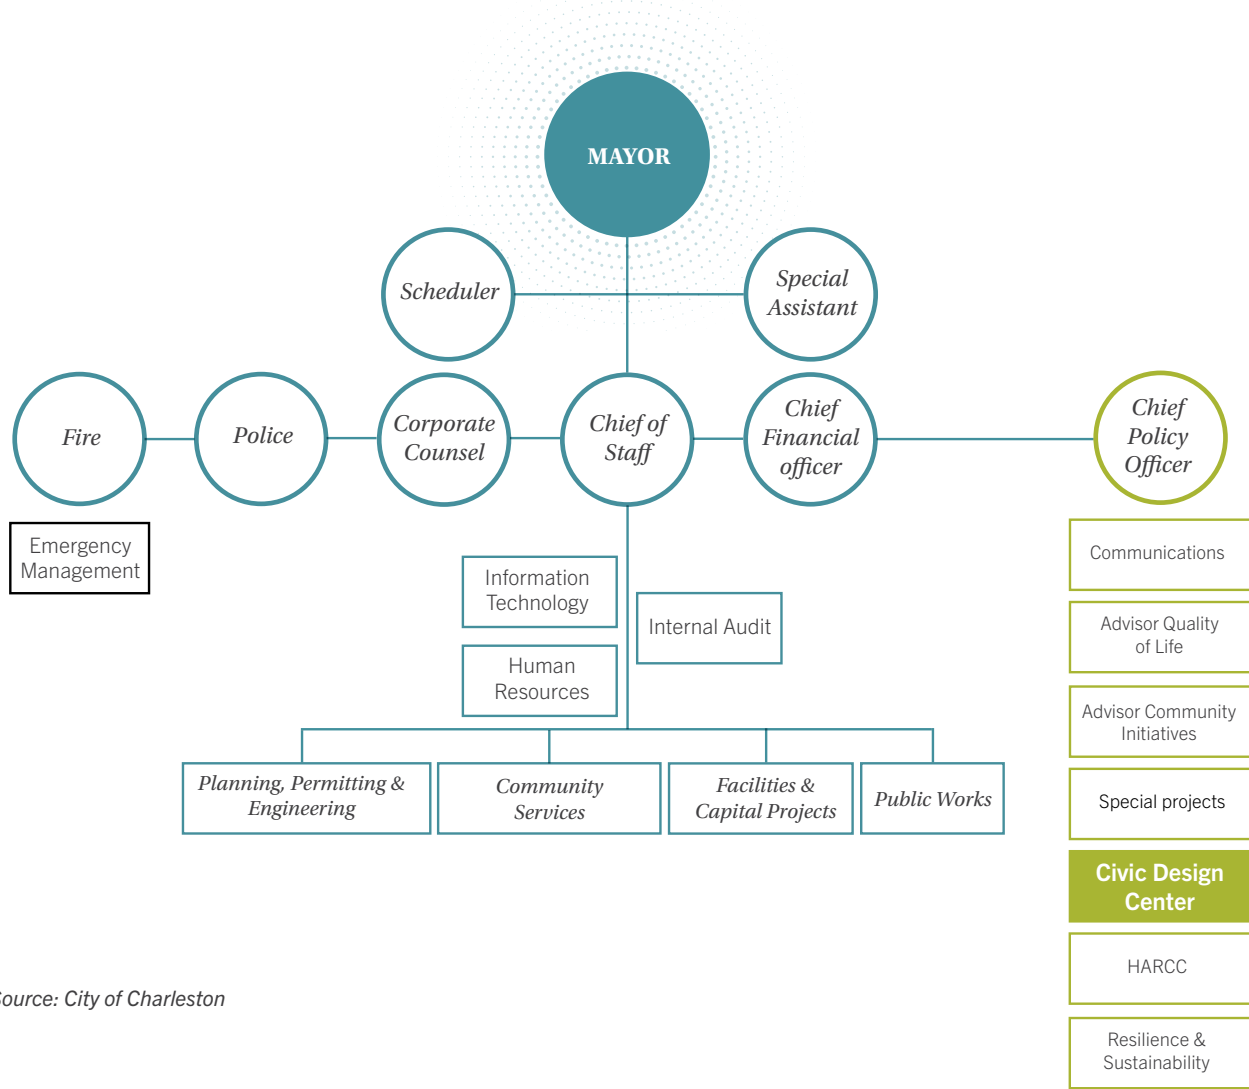 MAYOR
Scheduler
Special
Assistant
Fire
Police
Corporate
Counsel
Chief of
Staff
Chief
Financial
officer
Chief
Policy
Officer
Emergency
Management
Information
Technology
Internal Audit
Human
Resources
Planning, Permitting &
Engineering
Community
Services
Facilities &
Capital Projects
Public Works
Communications
Advisor Quality
of Life
Advisor Community
Initiatives
Special projects
Civic Design
Center
HARCC
Resilience &
Sustainability
Source: City of Charleston